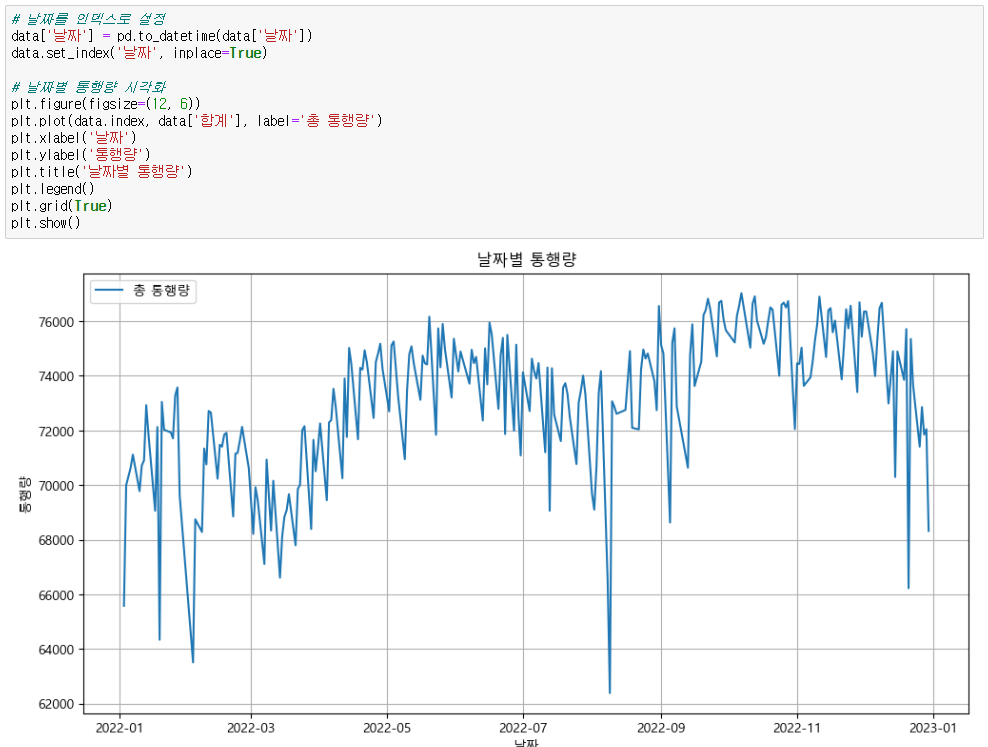 # 날짜를 인덱스로 설정
data['날짜'] = pd.to_datetime(data['날짜'])
data.set_index('날짜', inplace=True)
# 날짜별 통행량 시각화
plt.figure(figsize=(12, 6))
plt.plot(data.index, data['합계'], label='총 통행량')
plt.xlabel('날짜')
plt.ylabel('통행량')
plt.title('날짜별 통행량')
plt.legend()
plt.grid(True)
plt.show()
날짜별 통행량
총 통행량
통행량
76000
74000
72000
70000
68000
66000
64000
62000
2022-01 2022-03 2022-05 2022-07 2022-09 2022-11 2023-01
날짜